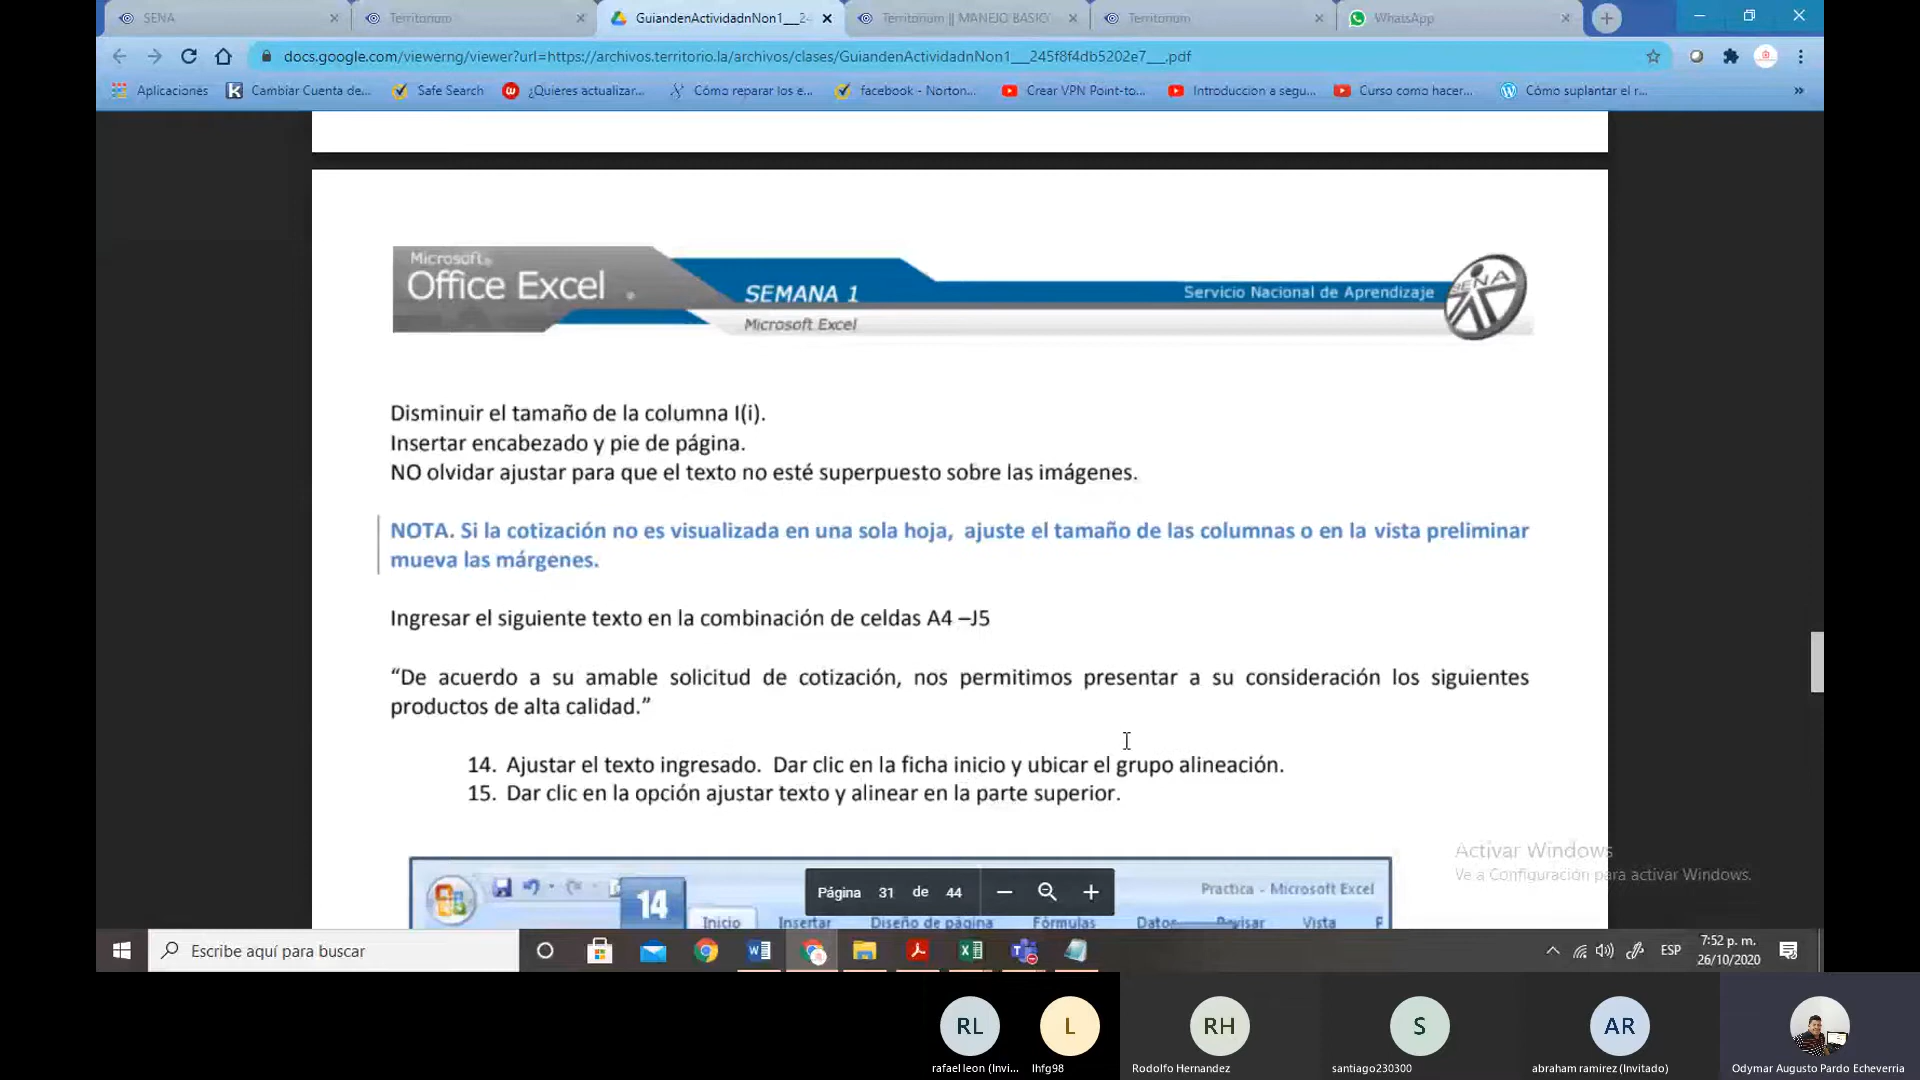 SENA
Territorium
GuiandenActividadnNon1___24
Territorium || MANEJO BASICO
Territorium
WhatsApp
docs.google.com/viewerng/viewer?url=https://archivos.territorio.la/archivos/clases/GuiandenActividadnNon1___245f8f4db5202e7___.pdf
Aplicaciones
Cambiar Cuenta de...
Safe Search
¿Quieres actualizar...
Cómo reparar los e...
facebook - Norton...
Crear VPN Point-to...
Introduccion a segu...
Curso como hacer...
Cómo suplantar el r...
Microsoft®
Office Excel
SEMANA 1
Servicio Nacional de Aprendizaje
SENA
Microsoft Excel
Disminuir el tamaño de la columna I(i).
Insertar encabezado y pie de página.
NO olvidar ajustar para que el texto no esté superpuesto sobre las imágenes.
NOTA. Si la cotización no es visualizada en una sola hoja, ajuste el tamaño de las columnas o en la vista preliminar
mueva las márgenes.
Ingresar el siguiente texto en la combinación de celdas A4 –J5
“De acuerdo a su amable solicitud de cotización, nos permitimos presentar a su consideración los siguientes
productos de alta calidad.”
14. Ajustar el texto ingresado. Dar clic en la ficha inicio y ubicar el grupo alineación.
15. Dar clic en la opción ajustar texto y alinear en la parte superior.
Activar Windows
Ve a Configuración para activar Windows.
14
Página 31 de 44
Practica - Microsoft Excel
Inicio
Insertar
Diseño de página
Fórmulas
Datos
Revisar
Vista
Escribe aquí para buscar
ESP
7:52 p. m.
26/10/2020
RL
L
RH
S
AR
rafael leon (Invi...
lhfg98
Rodolfo Hernandez
santiago230300
abraham ramirez (Invitado)
Odymar Augusto Pardo Echeverria